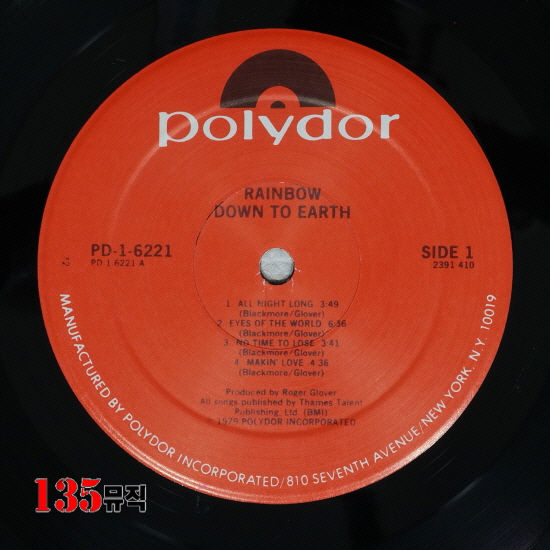 polydor
RAINBOW
DOWN TO EARTH
PD-1-6221
PD 1 6221 A
SIDE 1
2391 410
1. ALL NIGHT LONG 3:49
(Blackmore/Glover)
2. EYES OF THE WORLD 6:36
(Blackmore/Glover)
3. NO TIME TO LOSE 3:41
(Blackmore/Glover)
4. MAKIN' LOVE 4:36
(Blackmore/Glover)
Produced by Roger Glover
All songs published by Thames Talent
Publishing, Ltd. (BMI)
1979 POLYDOR INCORPORATED
MANUFACTURED BY POLYDOR INCORPORATED/810 SEVENTH AVENUE/NEW YORK, N.Y. 10019
135뮤직